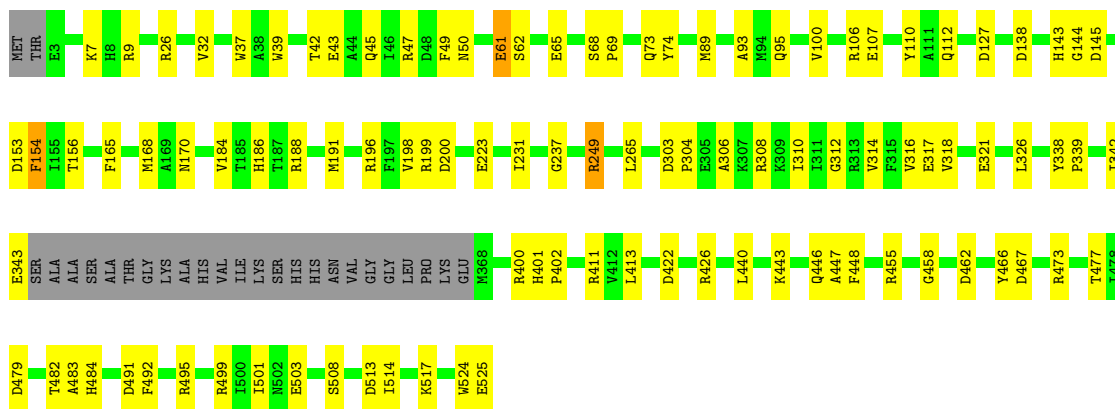 MET THR E3 K7 H8 R9 R26 V32 W37 A38 W39 T42 E43 A44 Q45 I46 R47 D48 F49 N50 E61 S62 E65 S68 P69 Q73 Y74 M89 A93 M94 Q95 V100 R106 E107 Y110 A111 Q112 D127 D138 H143 G144 D145
D153 F154 I155 T156 F165 M168 A169 N170 V184 T185 H186 T187 R188 M191 R196 F197 V198 R199 D200 E223 I231 G237 R249 L265 D303 P304 E305 A306 K307 R308 K309 I310 I311 G312 R313 V314 F315 V316 E317 V318 E321 L326 Y338 P339
E343 SER ALA ALA SER ALA THR GLY LYS ALA HIS VAL ILE LYS SER HIS HIS ASN VAL GLY GLY LEU PRO LYS GLU M368 R400 H401 P402 R411 V412 L413 D422 R426 L440 K443 Q446 A447 F448 R455 G458 D462 Y466 D467 R473 T477
D479 T482 A483 H484 D491 F492 R495 R499 I500 I501 N502 E503 S508 D513 I514 K517 W524 E525